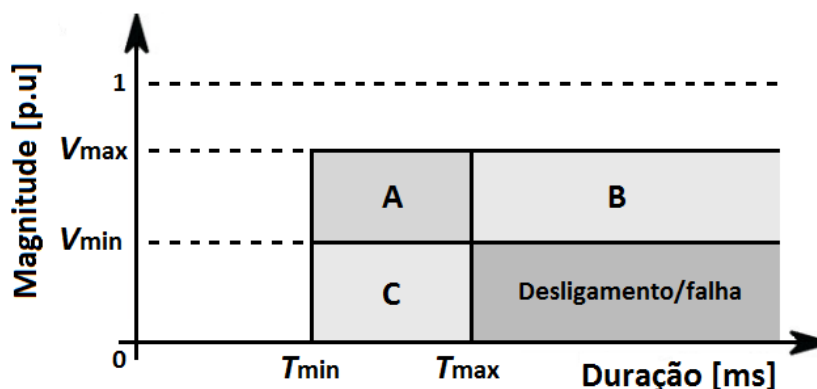 Magnitude [p.u]
1
Vmax
A
B
Vmin
C
Desligamento/falha
0
Tmin
Tmax
Duração [ms]